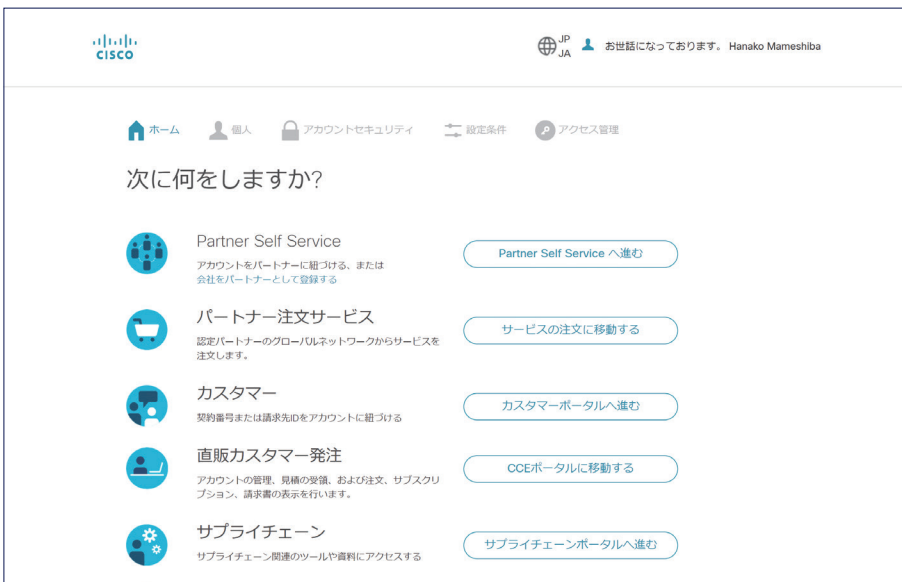 CISCO
JP
JA
お世話になっております。 Hanako Mameshiba
ホーム
個人
アカウントセキュリティ
設定条件
アクセス管理
次に何をしますか?
Partner Self Service
アカウントをパートナーに紐づける、または
会社をパートナーとして登録する
Partner Self Service へ進む
パートナー注文サービス
認定パートナーのグローバルネットワークからサービスを
注文します。
サービスの注文に移動する
カスタマー
契約番号または請求先IDをアカウントに紐づける
カスタマーポータルへ進む
直販カスタマー発注
アカウントの管理、見積の受領、および注文、サブスクリ
プション、請求書の表示を行います。
CCEポータルに移動する
サプライチェーン
サプライチェーン関連のツールや資料にアクセスする
サプライチェーンポータルへ進む